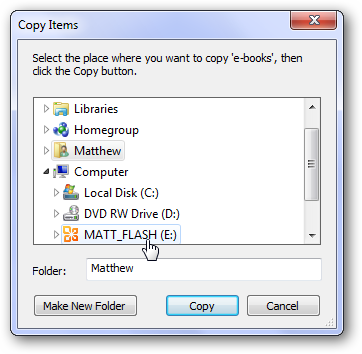 Copy Items
Select the place where you want to copy 'e-books', then
click the Copy button.
Libraries
Homegroup
Matthew
Computer
Local Disk (C:)
DVD RW Drive (D:)
MATT_FLASH (E:)
Folder: Matthew
Make New Folder Copy Cancel